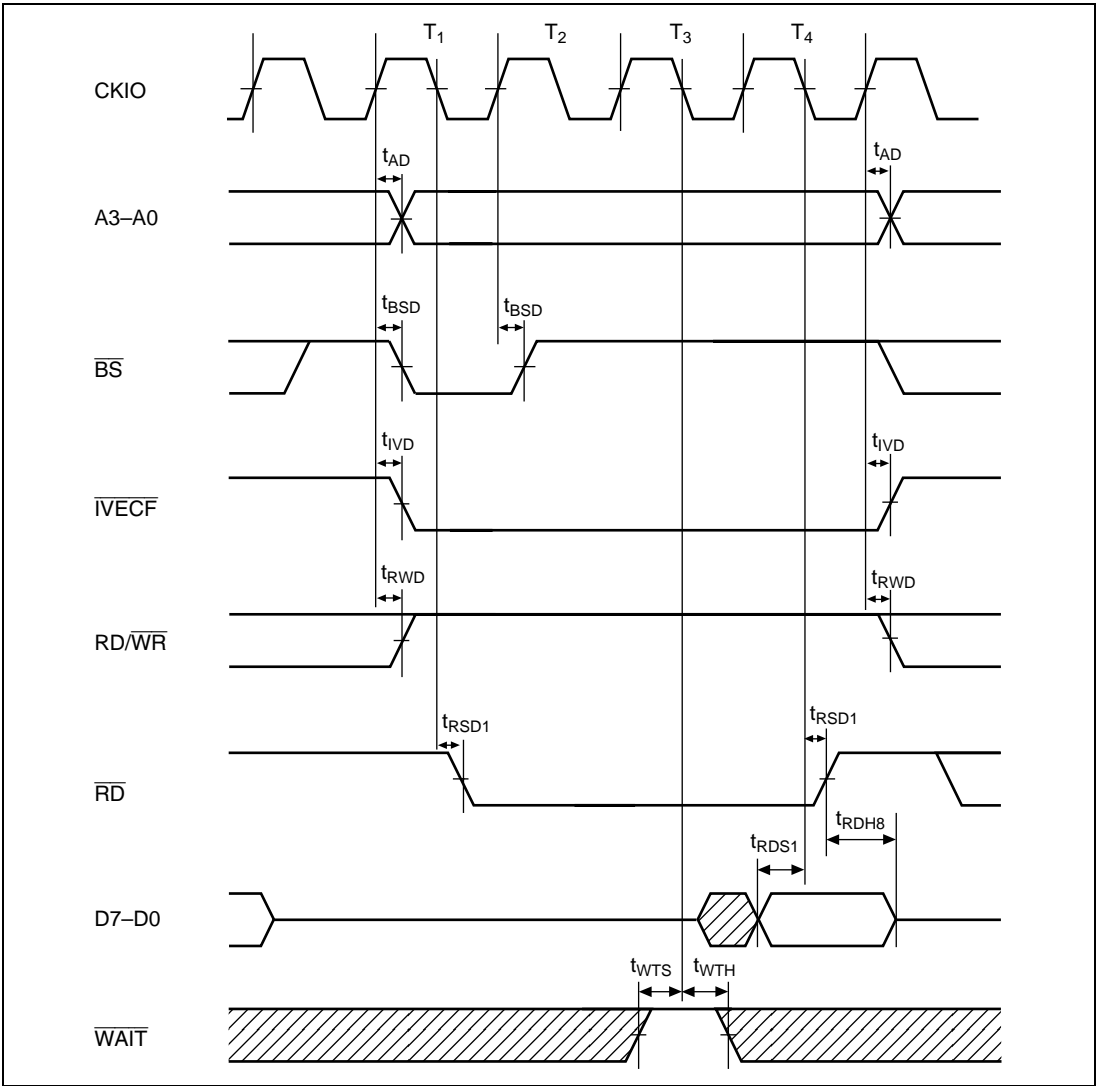 T1 T2 T3 T4
CKIO
tAD tAD
A3–A0
tBSD tBSD
BS
tIVD tIVD
IVECF
tRWD tRWD
RD/WR
tRSD1 tRSD1
RD
tRDH8
tRDS1
D7–D0
tWTS tWTH
WAIT